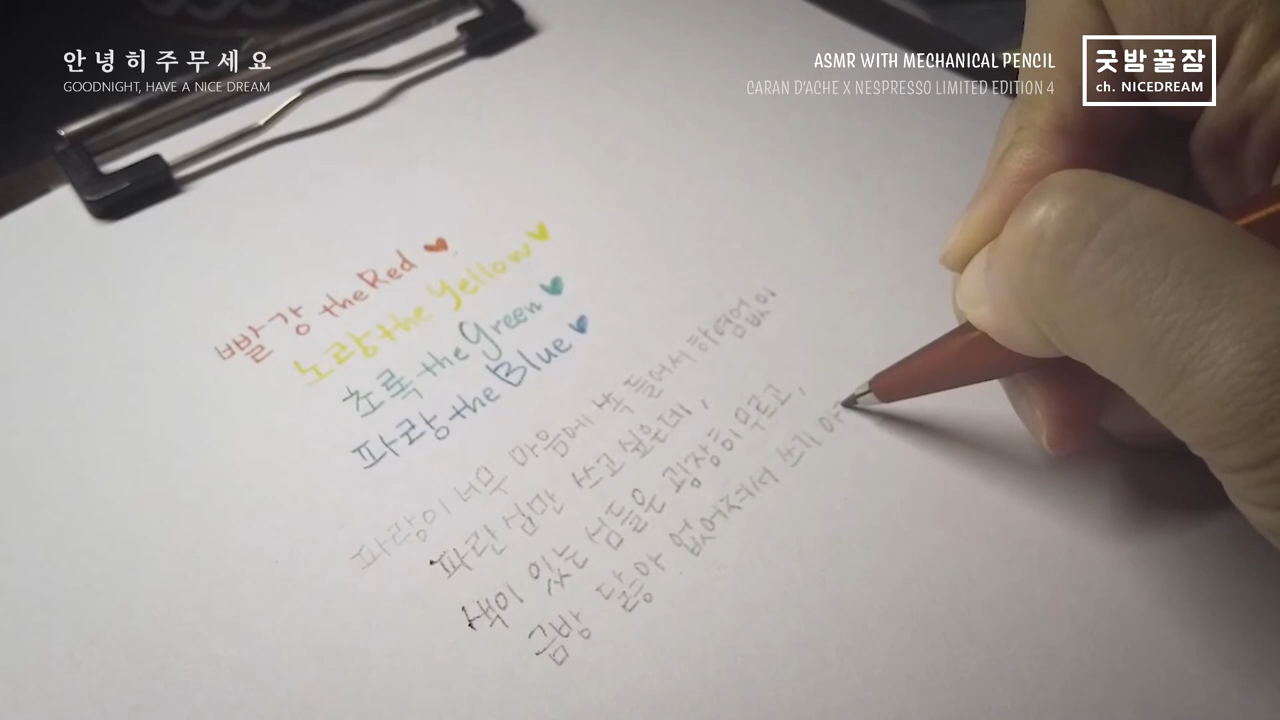 안녕히주무세요
GOODNIGHT, HAVE A NICE DREAM
ASMR WITH MECHANICAL PENCIL
CARAN D'ACHE X NESPRESSO LIMITED EDITION 4
굿밤꿀잠
ch. NICEDREAM
빨강 the Red ♥
노랑 the Yellow ♥
초록 the Green ♥
파랑 the Blue ♥
파랑이 너무 마음에 쏙 들어서 하염없이
파란심만 쓰고싶은데,
색이 있는 심들은 굉장히 무르고,
금방 닳아 없어져서 쓰기 아